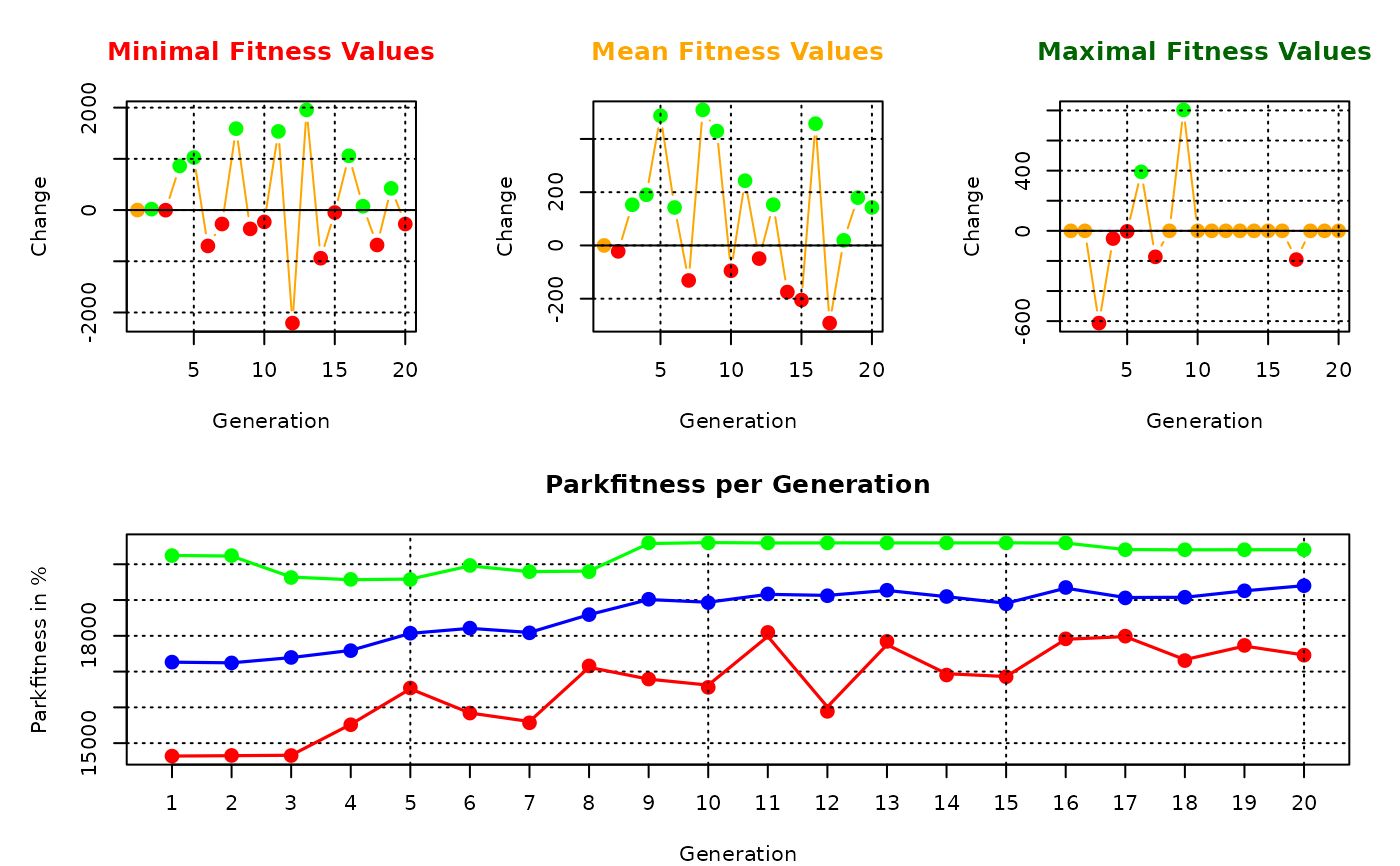 Minimal Fitness Values
Mean Fitness Values
Maximal Fitness Values
Change
2000
0
-2000
5 10 15 20
Generation
Change
200
0
-200
5 10 15 20
Generation
Change
400
0
-600
5 10 15 20
Generation
Parkfitness per Generation
Parkfitness in %
18000
15000
1 2 3 4 5 6 7 8 9 10 11 12 13 14 15 16 17 18 19 20
Generation